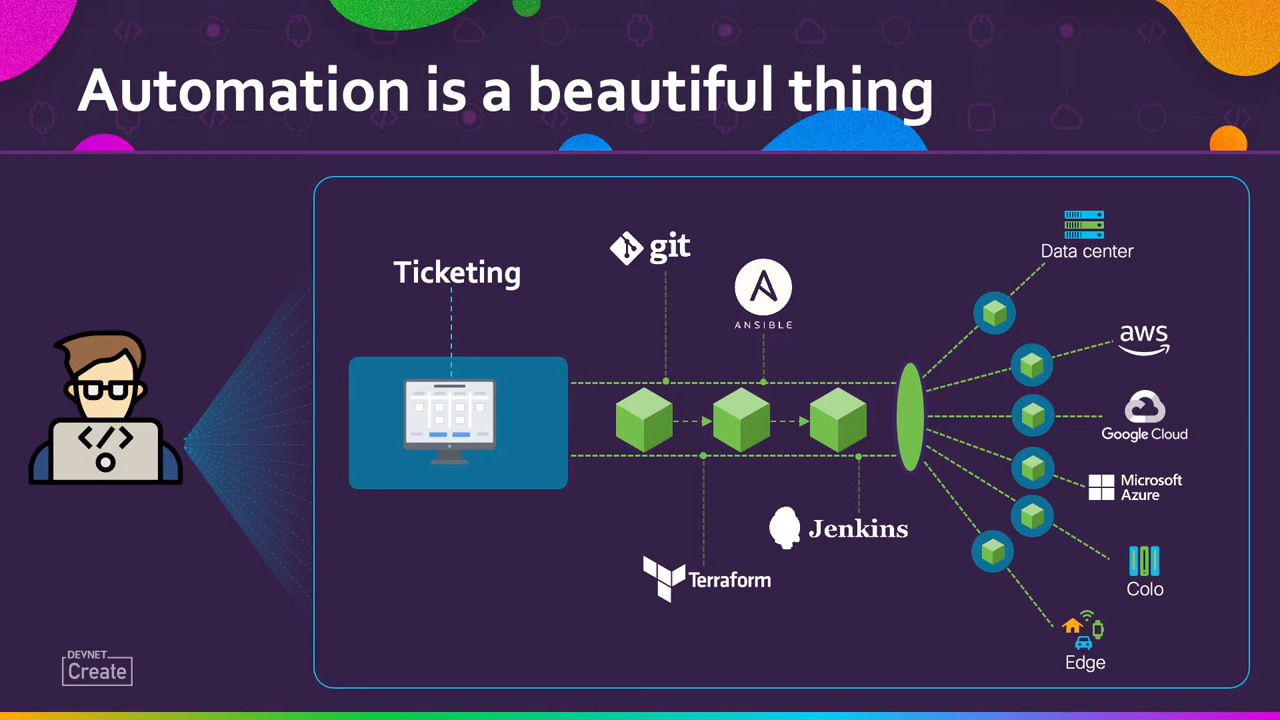 Automation is a beautiful thing
Ticketing
git
ANSIBLE
Terraform
Jenkins
Data center
aws
Google Cloud
Microsoft
Azure
Colo
Edge
DEVNET
Create